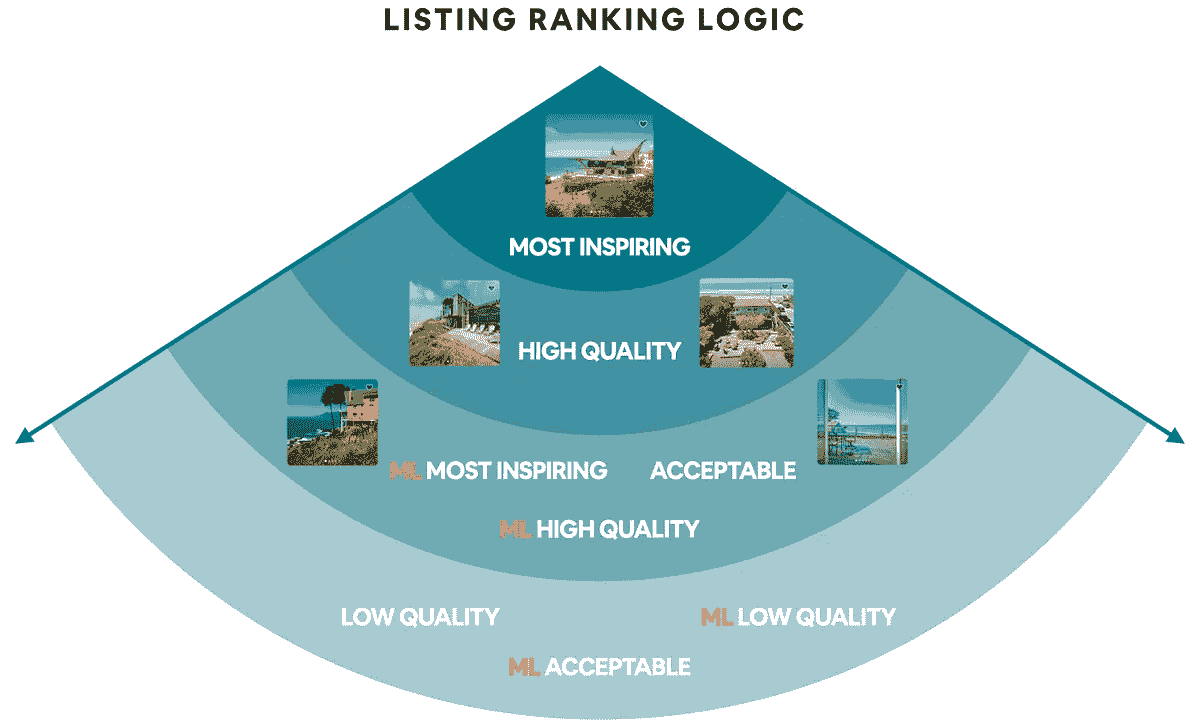 LISTING RANKING LOGIC
MOST INSPIRING
HIGH QUALITY
ML MOST INSPIRING
ACCEPTABLE
ML HIGH QUALITY
LOW QUALITY
ML LOW QUALITY
ML ACCEPTABLE